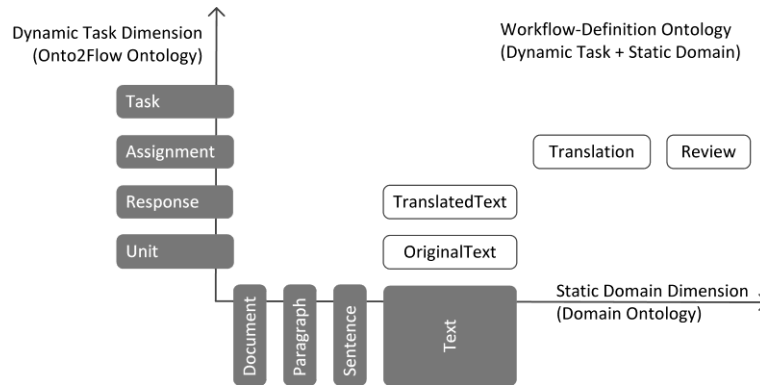 Dynamic Task Dimension
(Onto2Flow Ontology)
Workflow-Definition Ontology
(Dynamic Task + Static Domain)
Task
Assignment
Translation
Review
Response
TranslatedText
Unit
OriginalText
Document
Paragraph
Sentence
Text
Static Domain Dimension
(Domain Ontology)